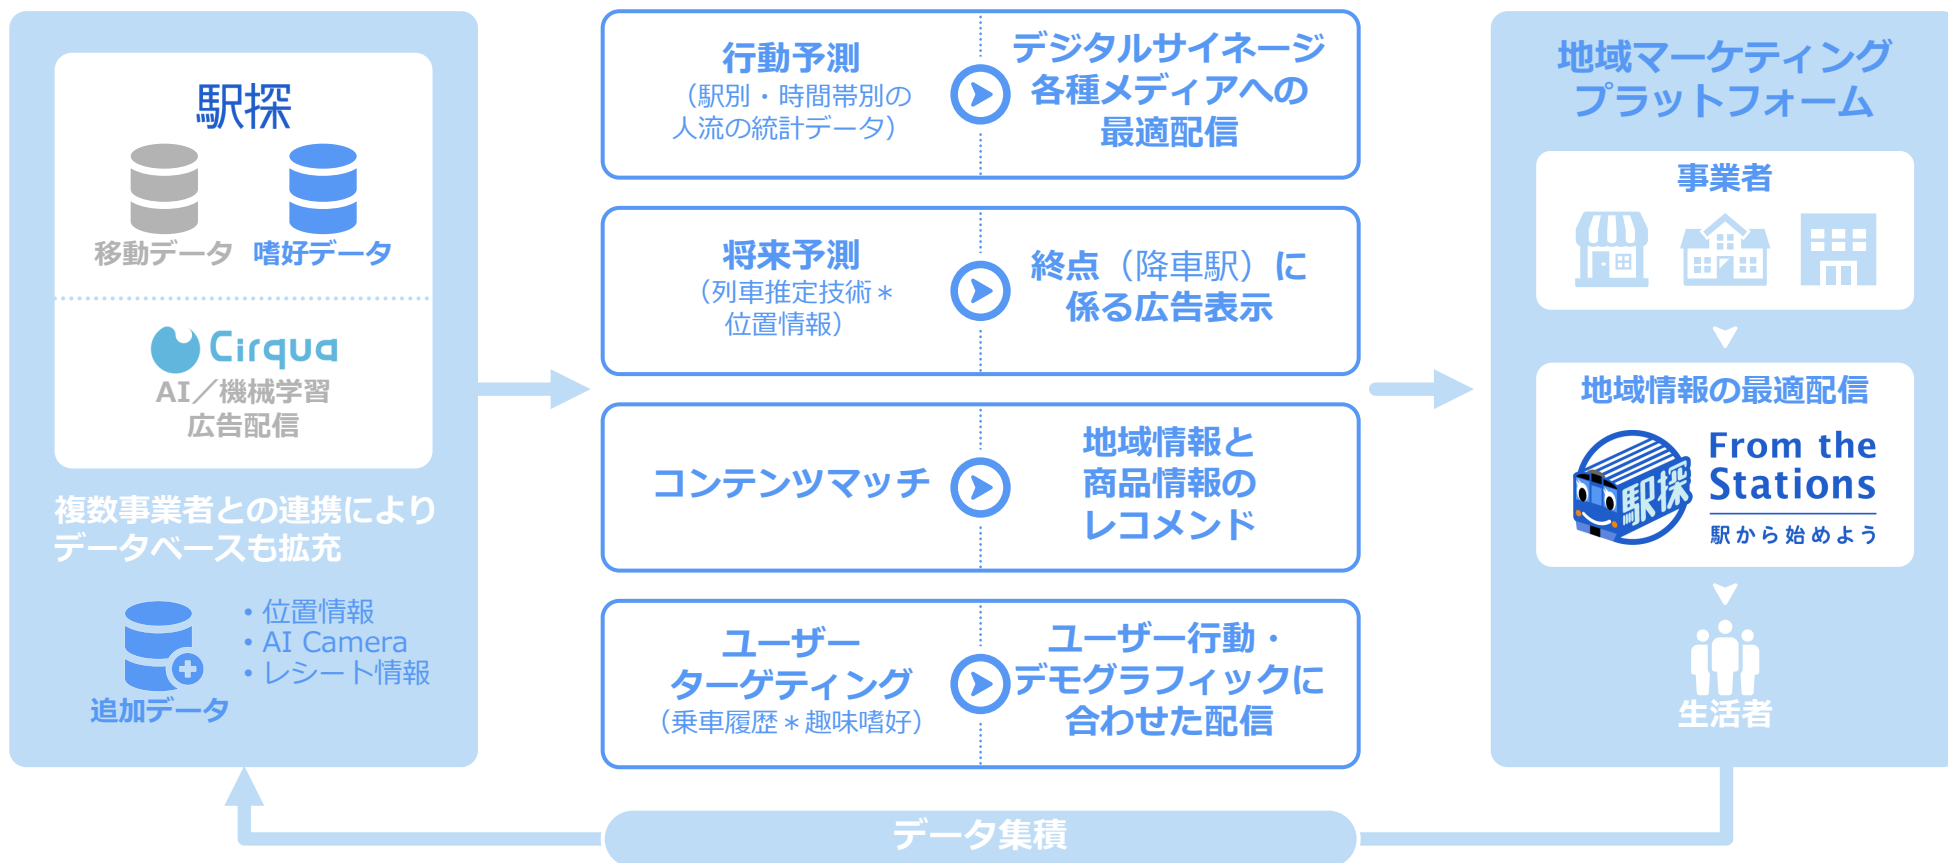 駅探
移動データ
嗜好データ
Cirqua
AI／機械学習
広告配信
複数事業者との連携により
データベースも拡充
追加データ
・位置情報
・AI Camera
・レシート情報
行動予測
（駅別・時間帯別の
人流の統計データ）
デジタルサイネージ
各種メディアへの
最適配信
将来予測
（列車推定技術＊
位置情報）
終点（降車駅）に
係る広告表示
コンテンツマッチ
地域情報と
商品情報の
レコメンド
ユーザー
ターゲティング
（乗車履歴＊趣味嗜好）
ユーザー行動・
デモグラフィックに
合わせた配信
地域マーケティング
プラットフォーム
事業者
地域情報の最適配信
駅探
From the
Stations
駅から始めよう
生活者
データ集積